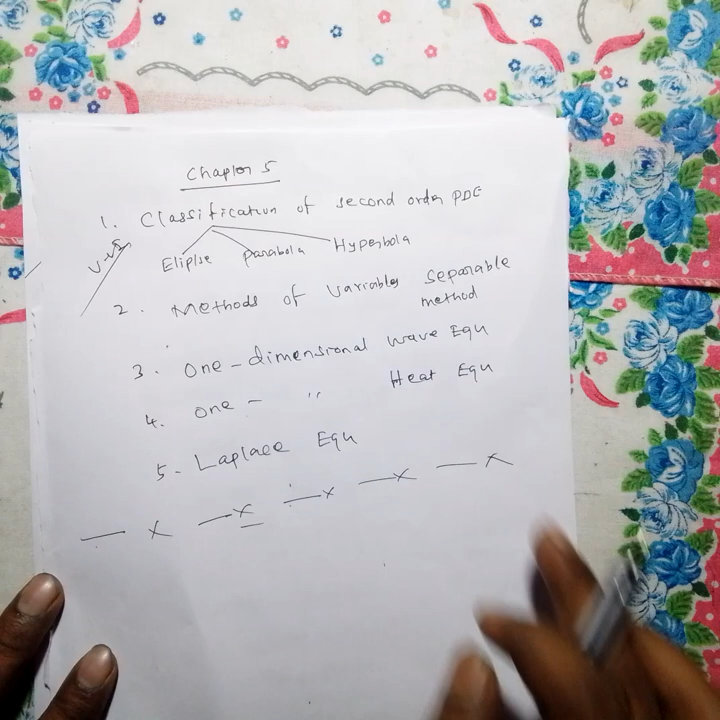 Chapter 5
1. Classification of second order PDE
Eliplse Parabola Hyperbola
2. Methods of Variables Separable
method
3. One-dimensional wave Equ
4. One- " Heat Equ
5. Laplace Equ